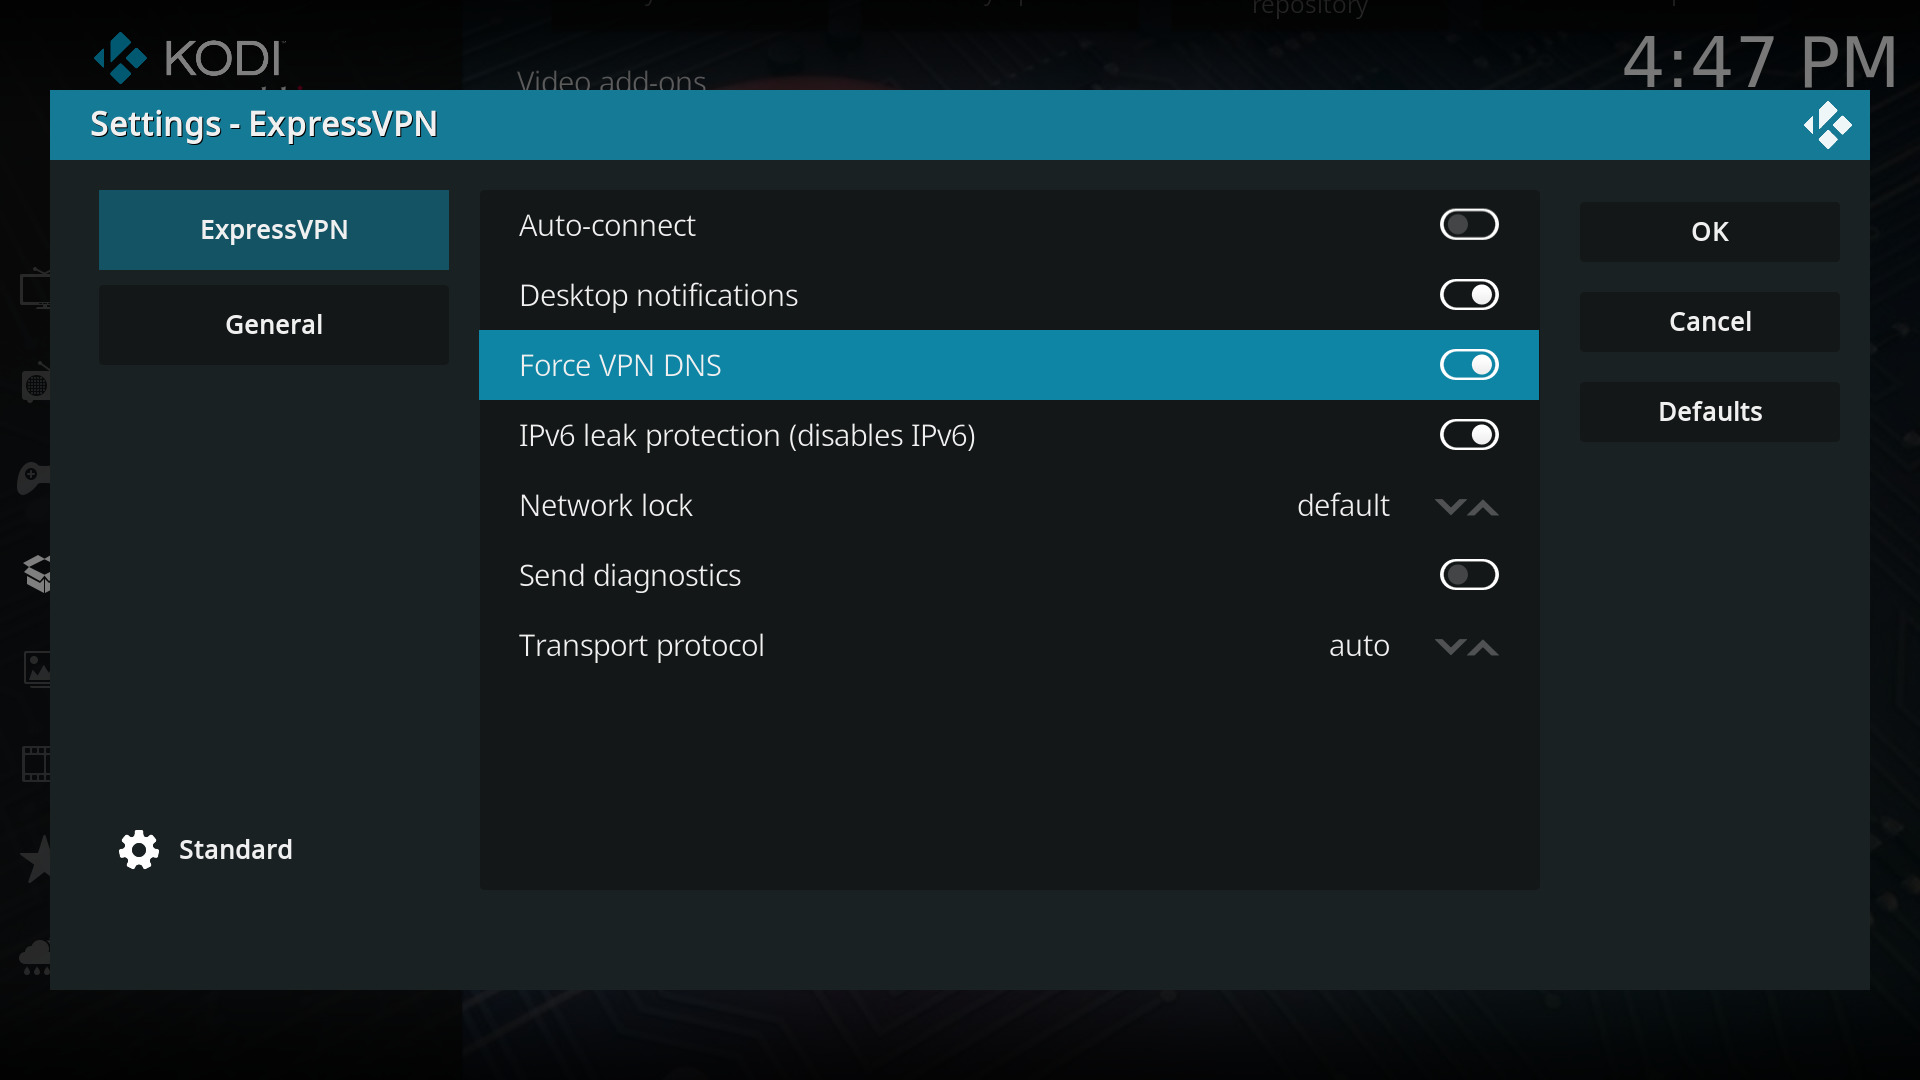 repository
KODI
4:47 PM
Video add-ons
Settings - ExpressVPN
ExpressVPN
General
Standard
Auto-connect
Desktop notifications
Force VPN DNS
IPv6 leak protection (disables IPv6)
Network lock default
Send diagnostics
Transport protocol auto
OK
Cancel
Defaults